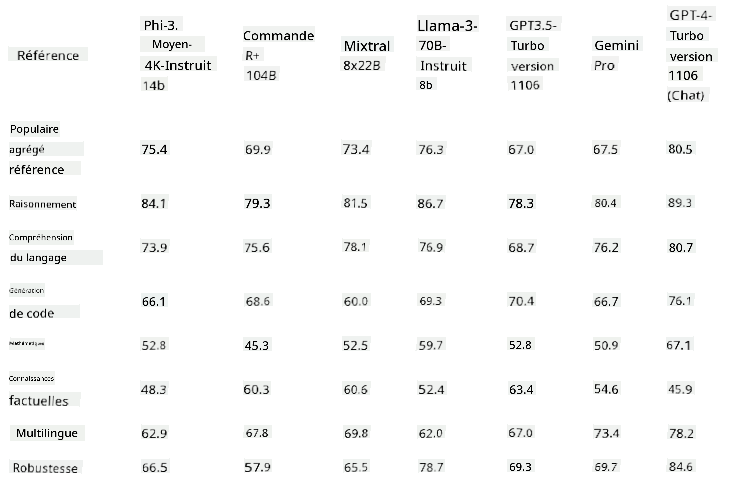 Référence
Phi-3.
Moyen-
4K-Instruit
14b
Commande
R+
104B
Mixtral
8x22B
Llama-3-
70B-
Instruit
8b
GPT3.5-
Turbo
version
1106
Gemini
Pro
GPT-4-
Turbo
version
1106
(Chat)
Populaire
agrégé
référence
75.4 69.9 73.4 76.3 67.0 67.5 80.5
Raisonnement 84.1 79.3 81.5 86.7 78.3 80.4 89.3
Compréhension
du langage
73.9 75.6 78.1 76.9 68.7 76.2 80.7
Génération
de code
66.1 68.6 60.0 69.3 70.4 66.7 76.1
Mathématiques 52.8 45.3 52.5 59.7 52.8 50.9 67.1
Connaissances
factuelles
48.3 60.3 60.6 52.4 63.4 54.6 45.9
Multilingue 62.9 67.8 69.8 62.0 67.0 73.4 78.2
Robustesse 66.5 57.9 65.5 78.7 69.3 69.7 84.6